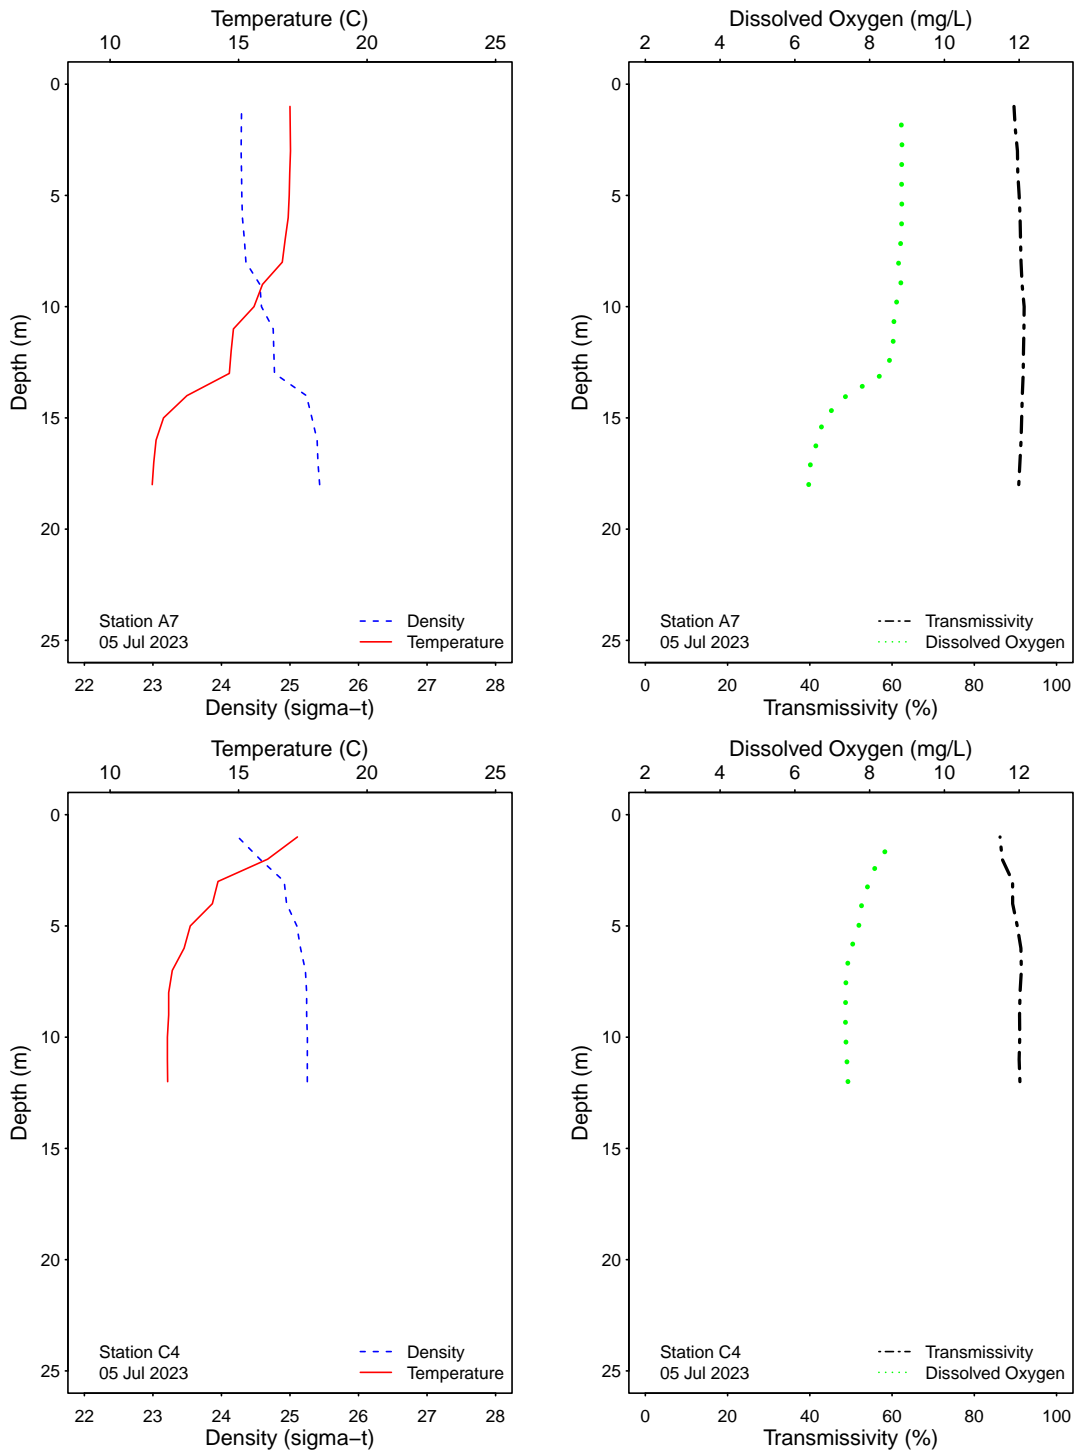 Temperature (C)
10 15 20 25
0
5
10
15
20
25
Depth (m)
Station A7
05 Jul 2023
Density
Temperature
22 23 24 25 26 27 28
Density (sigma−t)
Dissolved Oxygen (mg/L)
2 4 6 8 10 12
0
5
10
15
20
25
Depth (m)
Station A7
05 Jul 2023
Transmissivity
Dissolved Oxygen
0 20 40 60 80 100
Transmissivity (%)
Temperature (C)
10 15 20 25
0
5
10
15
20
25
Depth (m)
Station C4
05 Jul 2023
Density
Temperature
22 23 24 25 26 27 28
Density (sigma−t)
Dissolved Oxygen (mg/L)
2 4 6 8 10 12
0
5
10
15
20
25
Depth (m)
Station C4
05 Jul 2023
Transmissivity
Dissolved Oxygen
0 20 40 60 80 100
Transmissivity (%)